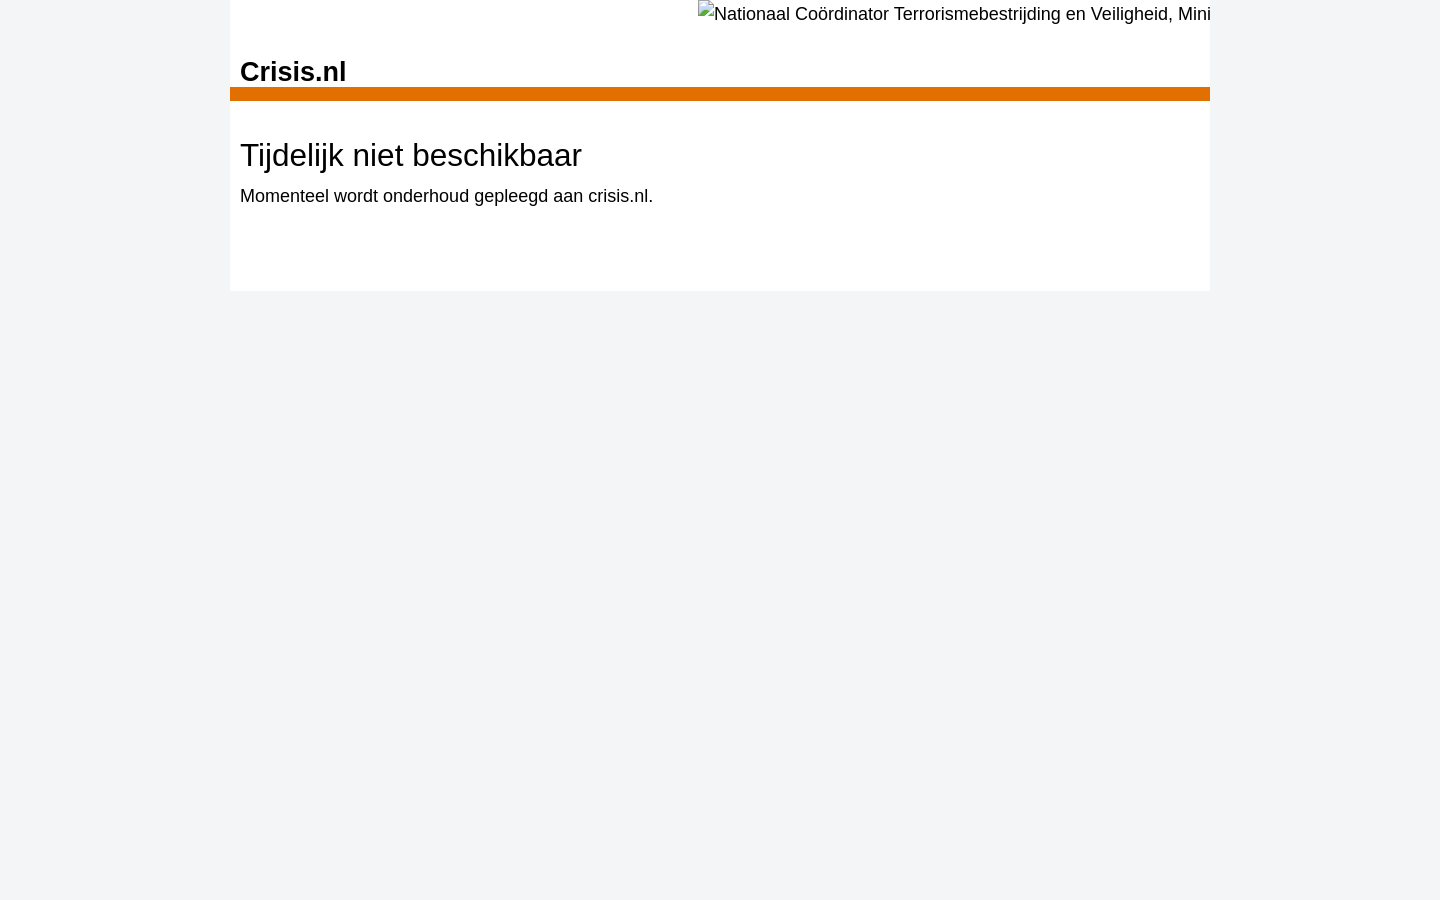 Nationaal Coördinator Terrorismebestrijding en Veiligheid, Mini
Crisis.nl
Tijdelijk niet beschikbaar
Momenteel wordt onderhoud gepleegd aan crisis.nl.